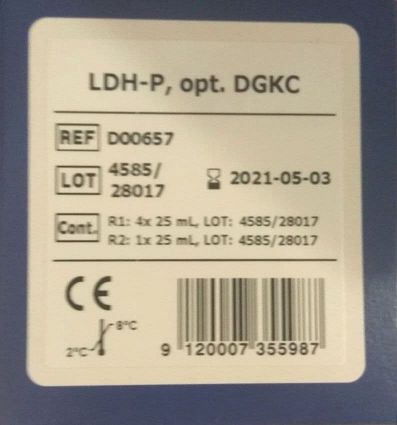 LDH-P, opt. DGKC
REF D00657
LOT 4585/
28017
2021-05-03
Cont. R1: 4x 25 mL, LOT: 4585/28017
R2: 1x 25 mL, LOT: 4585/28017
CE
8°C
2°C
9 120007 355987